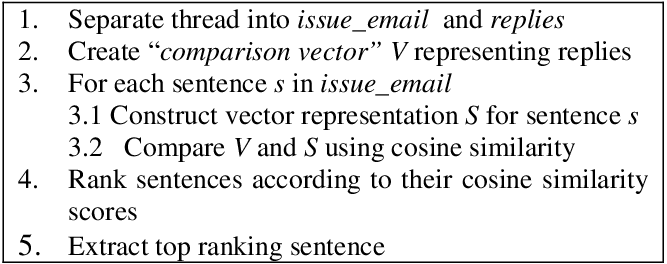 1. Separate thread into issue_email and replies
2. Create “comparison vector” V representing replies
3. For each sentence s in issue_email
3.1 Construct vector representation S for sentence s
3.2 Compare V and S using cosine similarity
4. Rank sentences according to their cosine similarity
scores
5. Extract top ranking sentence